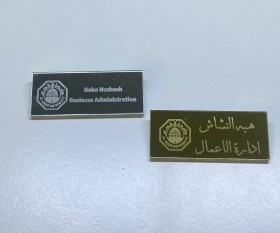 Heba Nashash
Business Administration
هبه النشاش
ادارة الاعمال